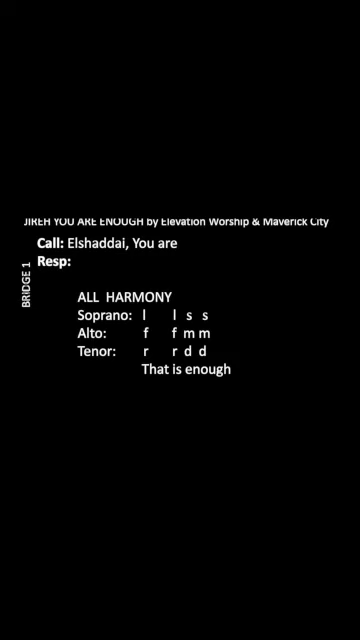 JIREH YOU ARE ENOUGH by Elevation Worship & Maverick City
Call: Elshaddai, You are
Resp:
BRIDGE 1
ALL HARMONY
Soprano: l l s s
Alto: f f m m
Tenor: r r d d
That is enough